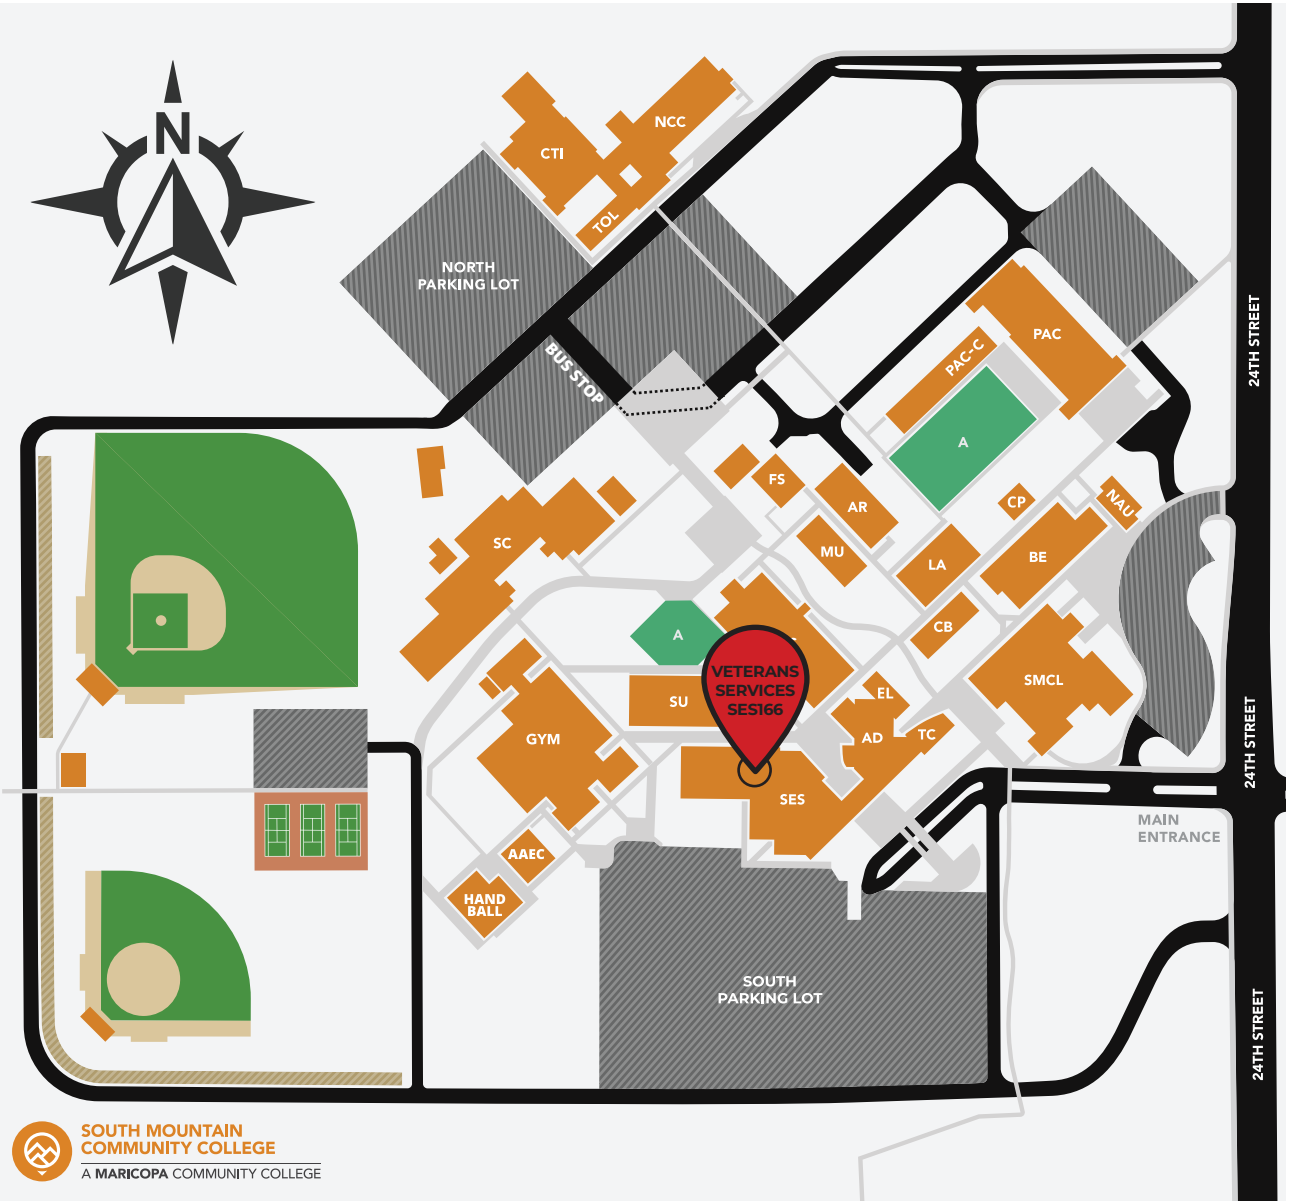 N
NCC
CTI
TOL
NORTH
PARKING LOT
BUS STOP
PAC
PAC-C
A
24TH STREET
FS
AR
CP
NAU
SC
MU
LA
BE
CB
A
SMCL
VETERANS
SERVICES
SES166
SU
EL
AD
TC
GYM
SES
24TH STREET
MAIN
ENTRANCE
AAEC
HAND
BALL
SOUTH
PARKING LOT
24TH STREET
SOUTH MOUNTAIN
COMMUNITY COLLEGE
A MARICOPA COMMUNITY COLLEGE